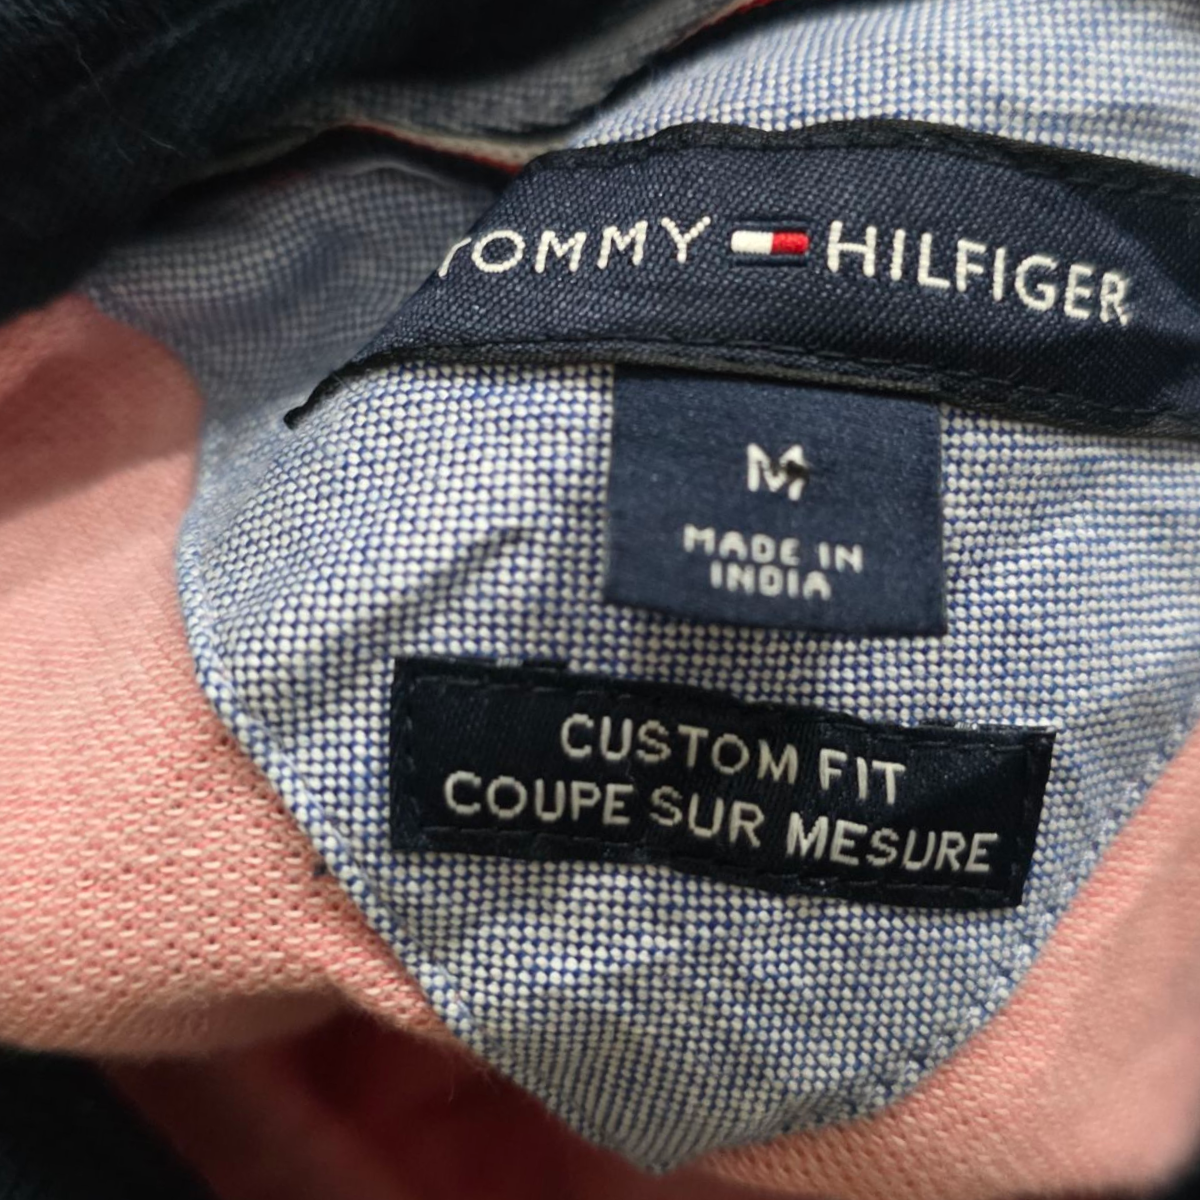 TOMMY HILFIGER
M
MADE IN
INDIA
CUSTOM FIT
COUPE SUR MESURE